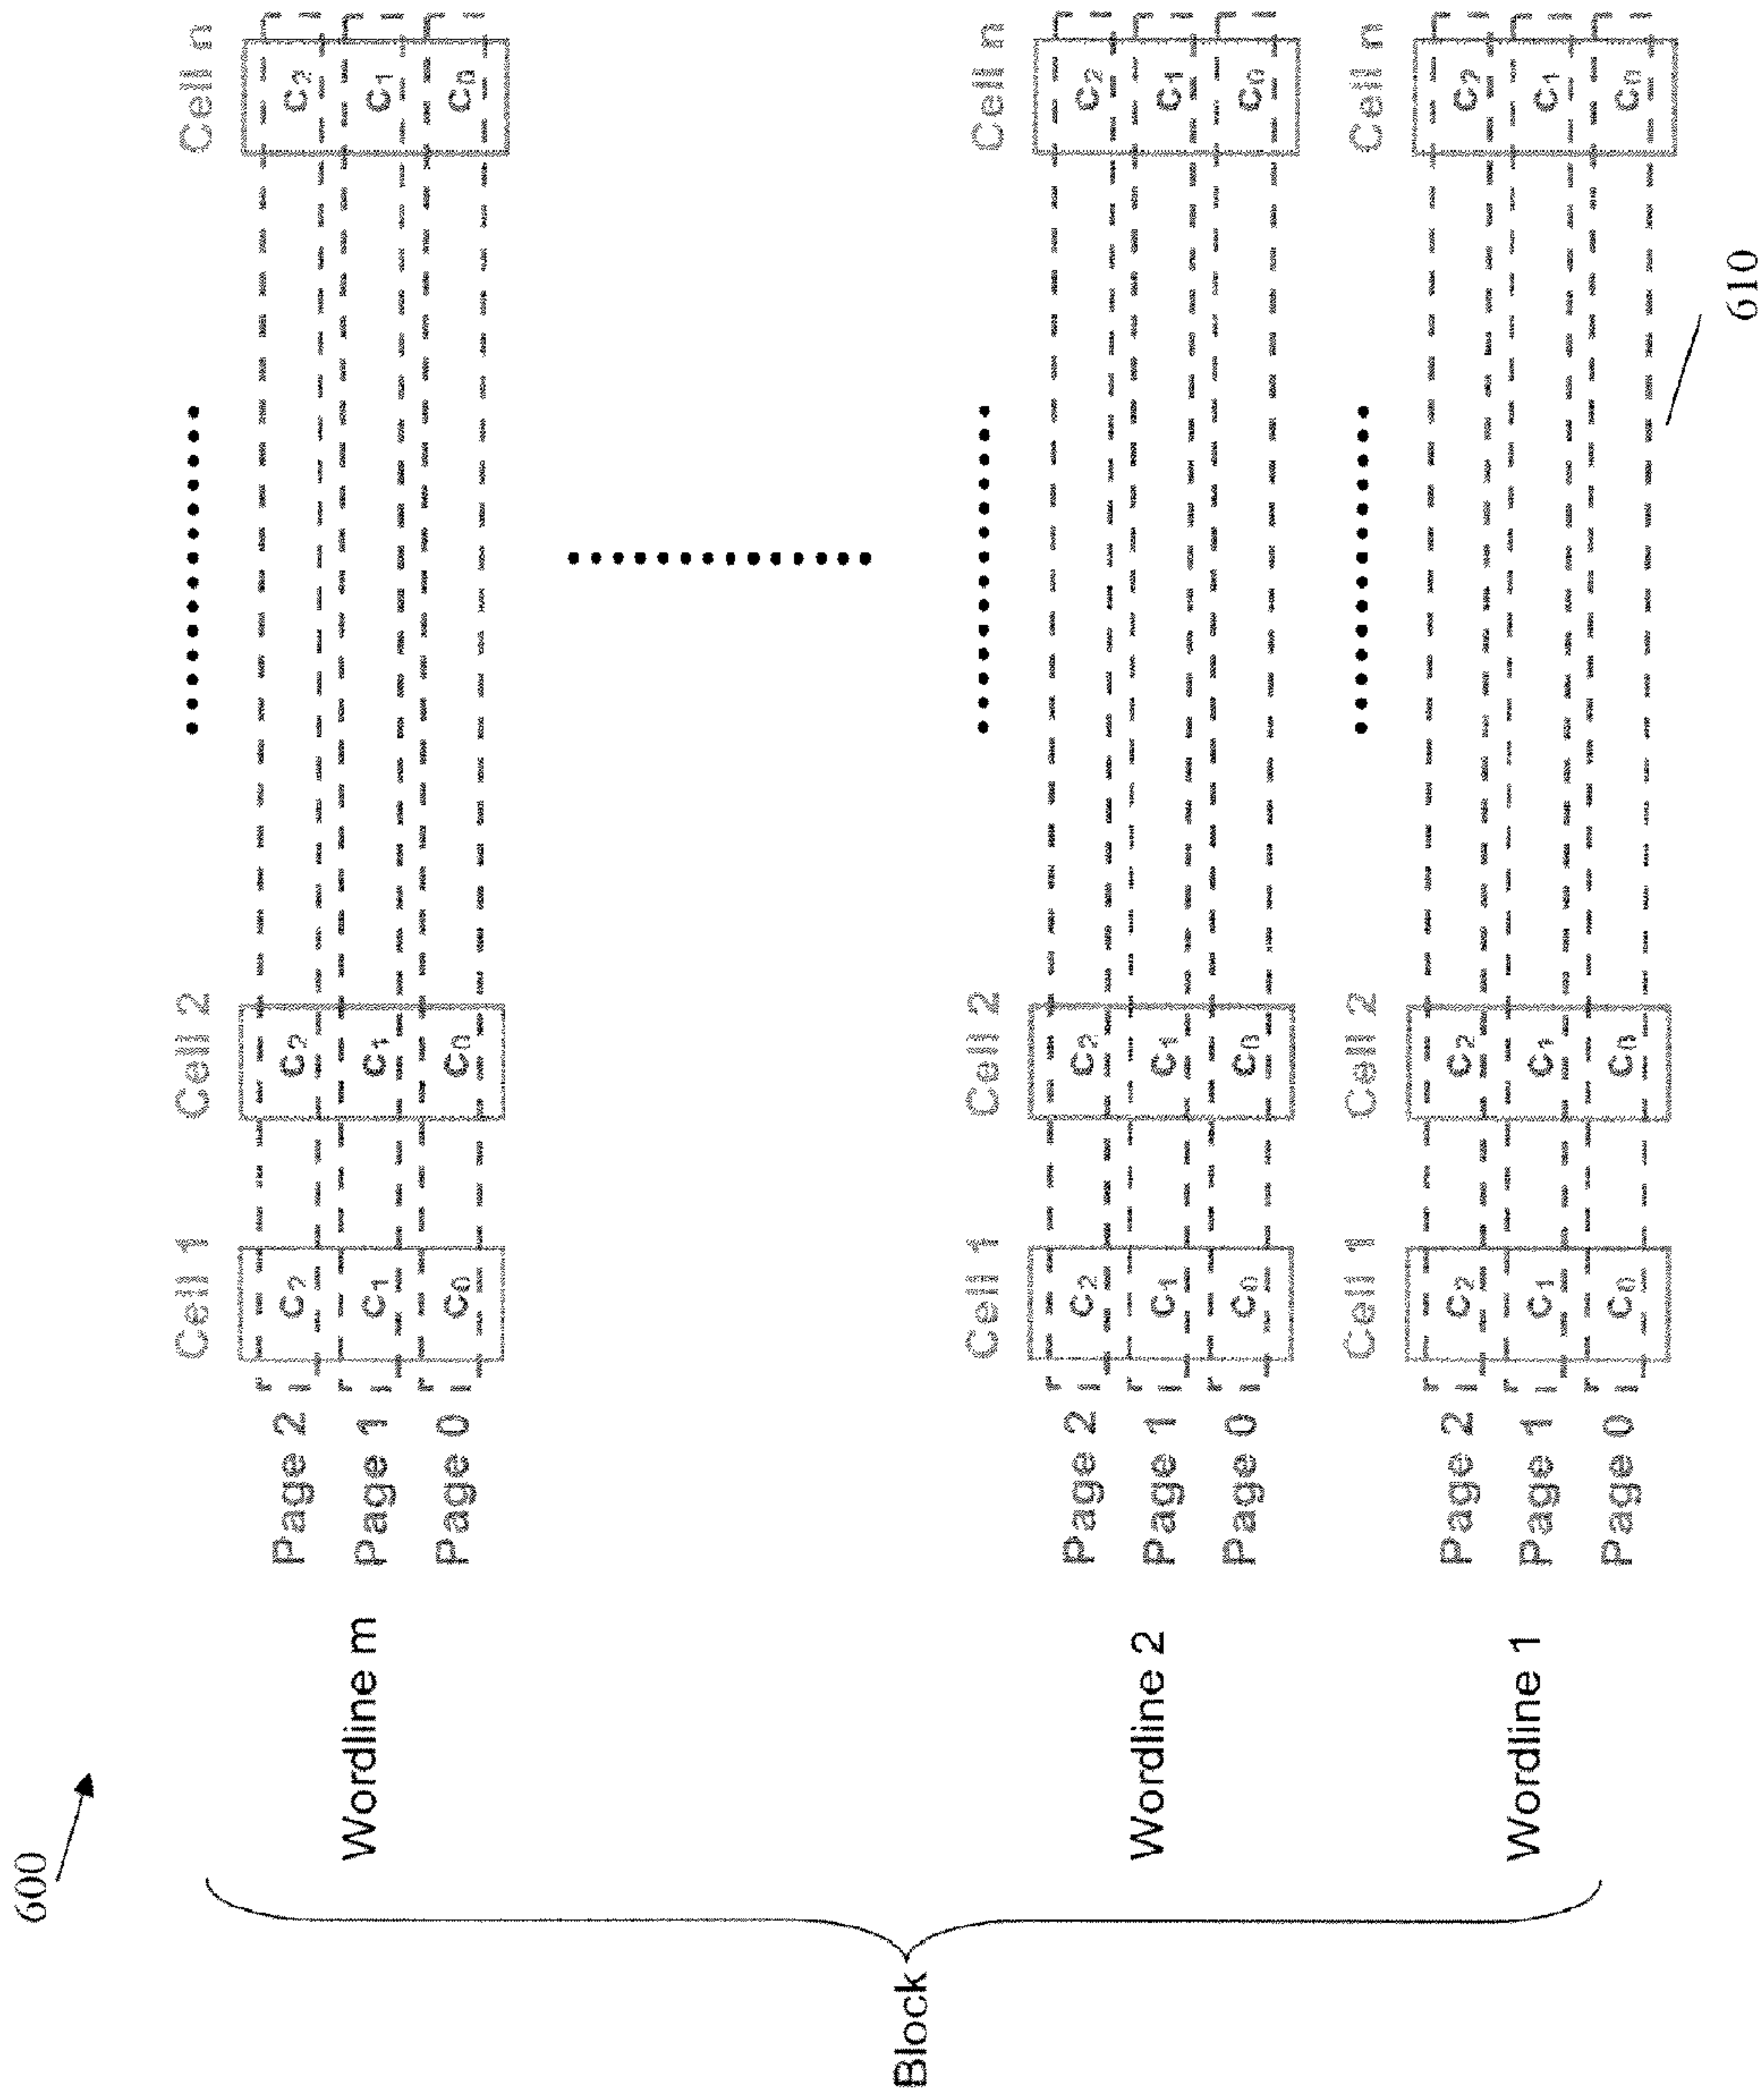 600
Cell 1 Cell 2 Cell n
Page 2 c2 c2 c2
Wordline m Page 1 c1 c1 c1
Page 0 c0 c0 c0
Block
Cell 1 Cell 2 Cell n
Page 2 c2 c2 c2
Wordline 2 Page 1 c1 c1 c1
Page 0 c0 c0 c0
Cell 1 Cell 2 Cell n
Page 2 c2 c2 c2
Wordline 1 Page 1 c1 c1 c1
Page 0 c0 c0 c0
610